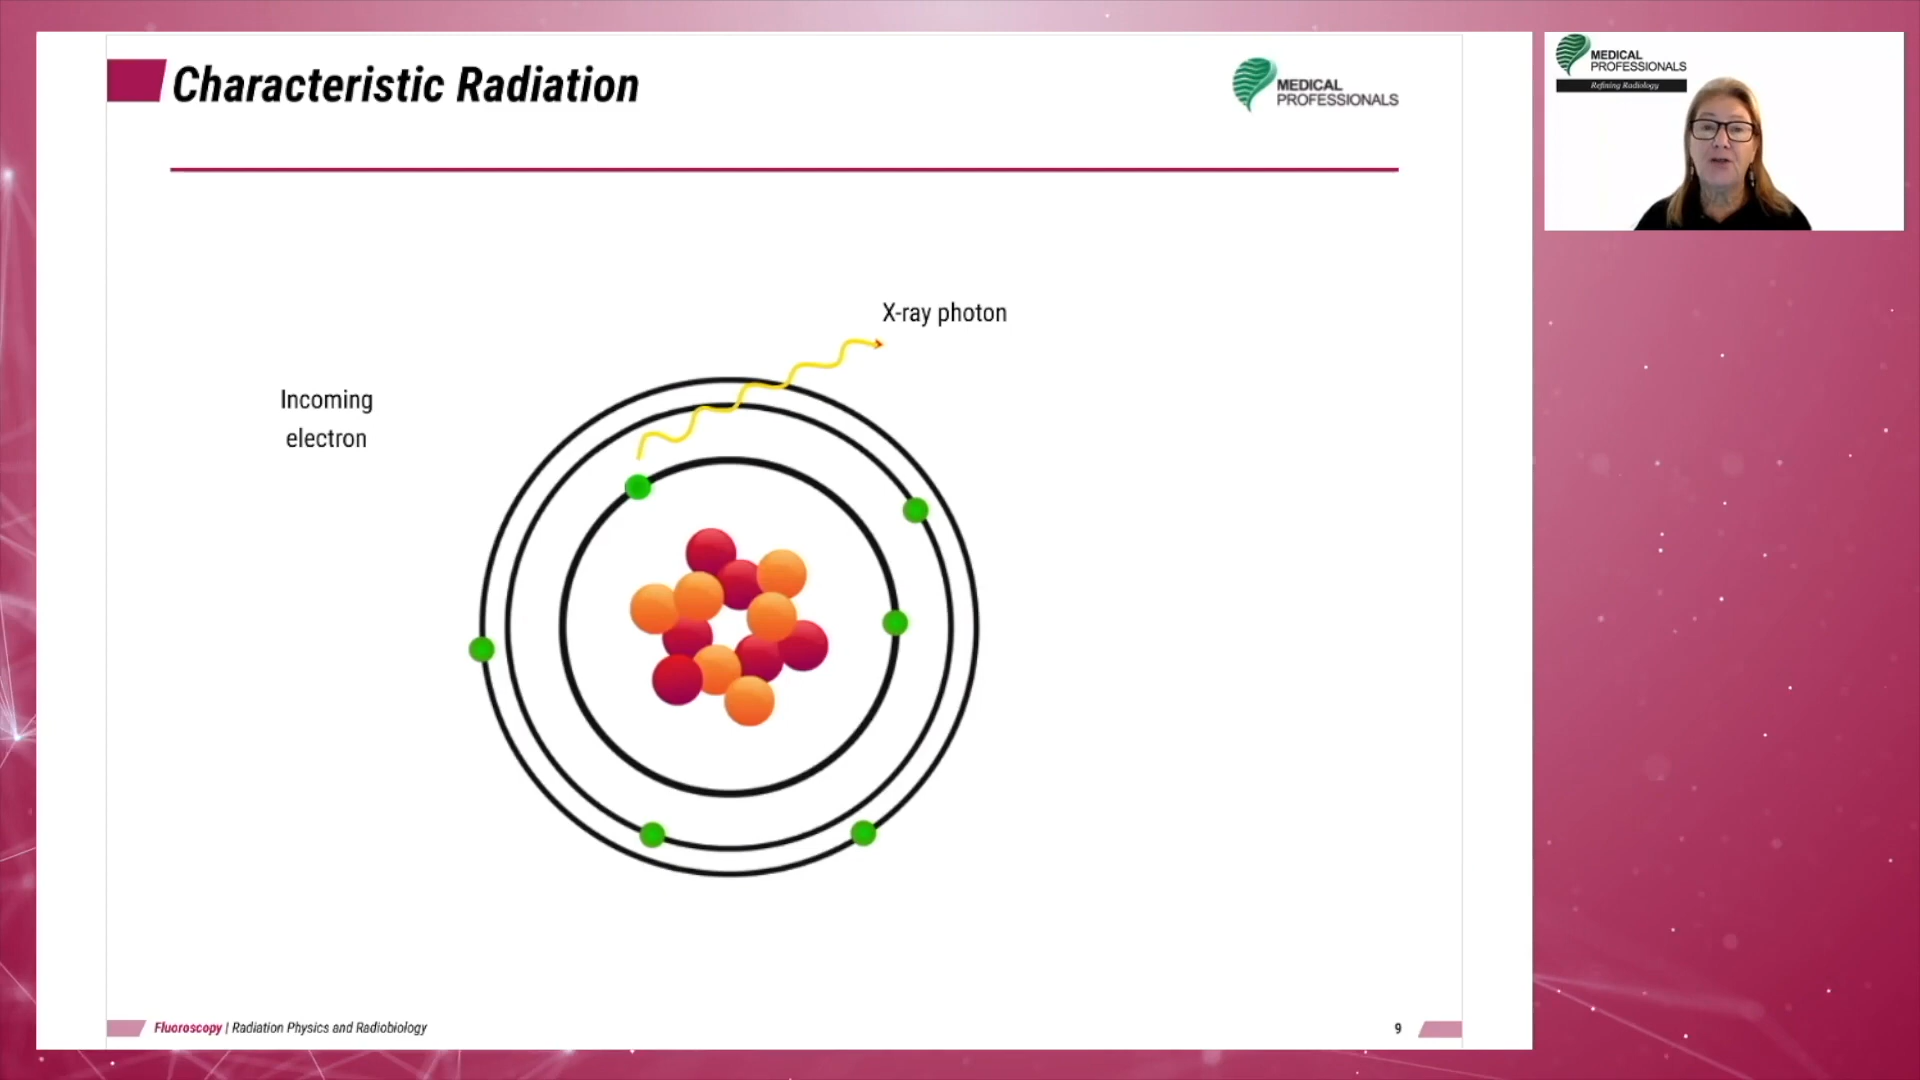 Characteristic Radiation
MEDICAL
PROFESSIONALS
MEDICAL
PROFESSIONALS
Refining Radiology
X-ray photon
Incoming
electron
Fluoroscopy | Radiation Physics and Radiobiology
9